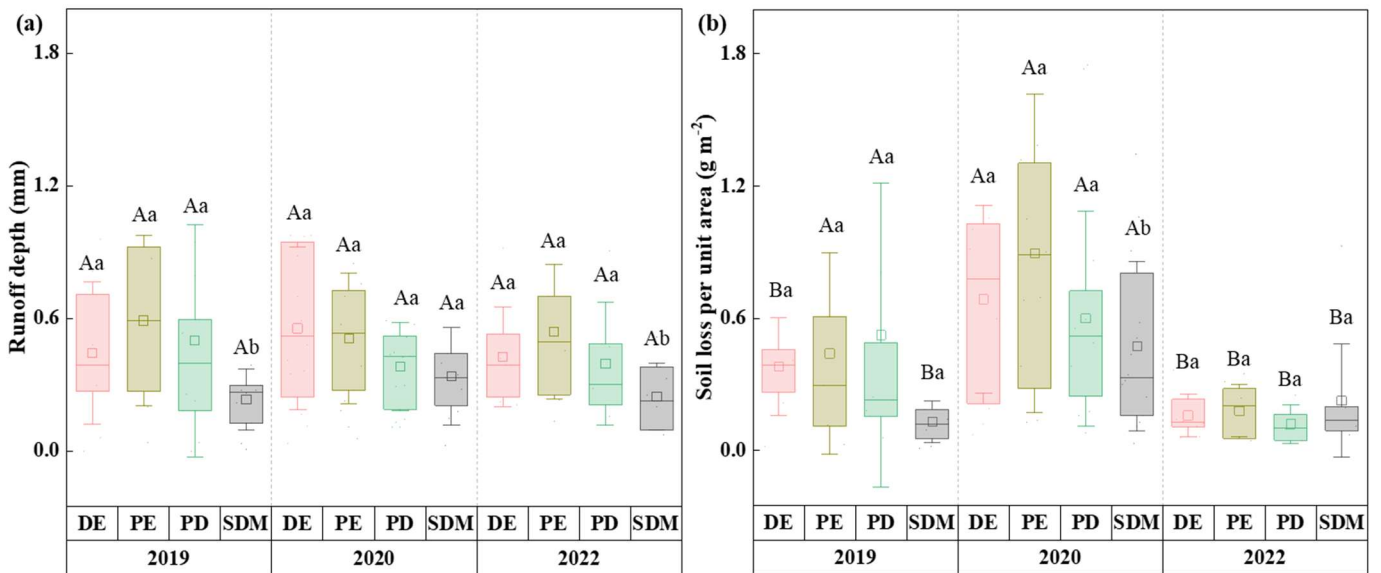 (a)
Runoff depth (mm)
1.8
1.2
0.6
0.0
Aa
Aa
Aa
Ab
Aa
Aa
Aa
Aa
Aa
Aa
Aa
Ab
DE PE PD SDM DE PE PD SDM DE PE PD SDM
2019 2020 2022
(b)
Soil loss per unit area (g m⁻²)
1.8
1.2
0.6
0.0
Ba
Aa
Aa
Ba
Aa
Aa
Aa
Ab
Ba
Ba
Ba
Ba
DE PE PD SDM DE PE PD SDM DE PE PD SDM
2019 2020 2022